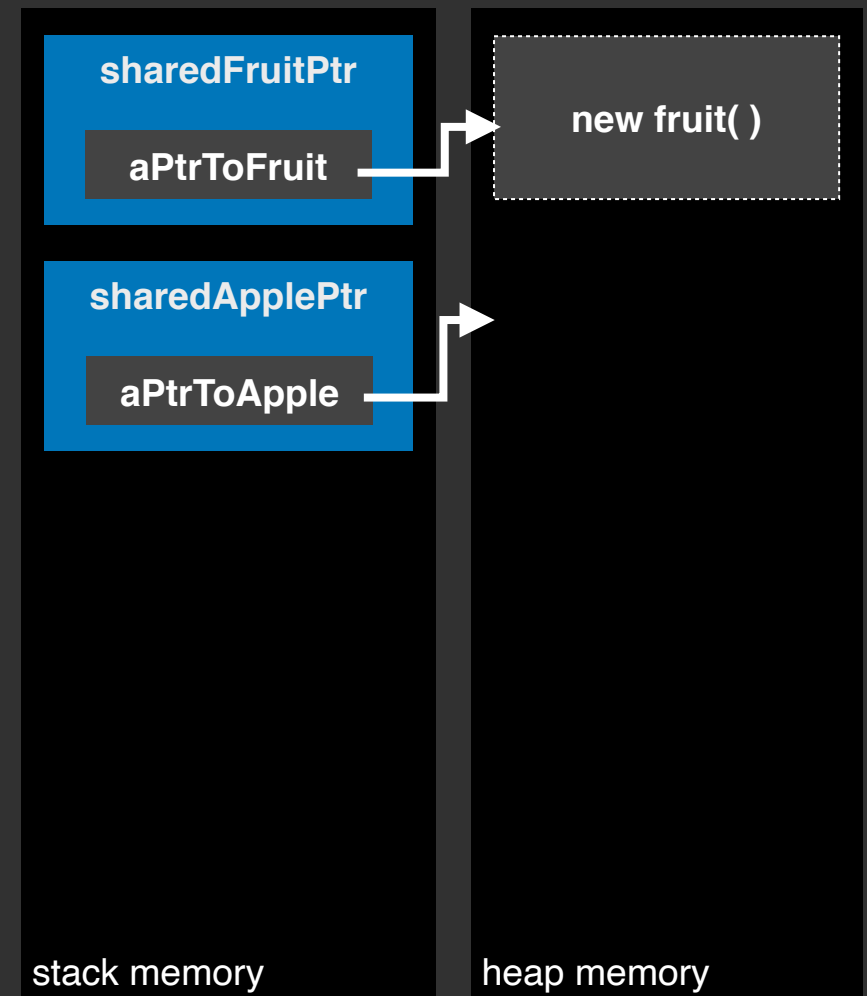 sharedFruitPtr
aPtrToFruit
new fruit( )
sharedApplePtr
aPtrToApple
stack memory
heap memory